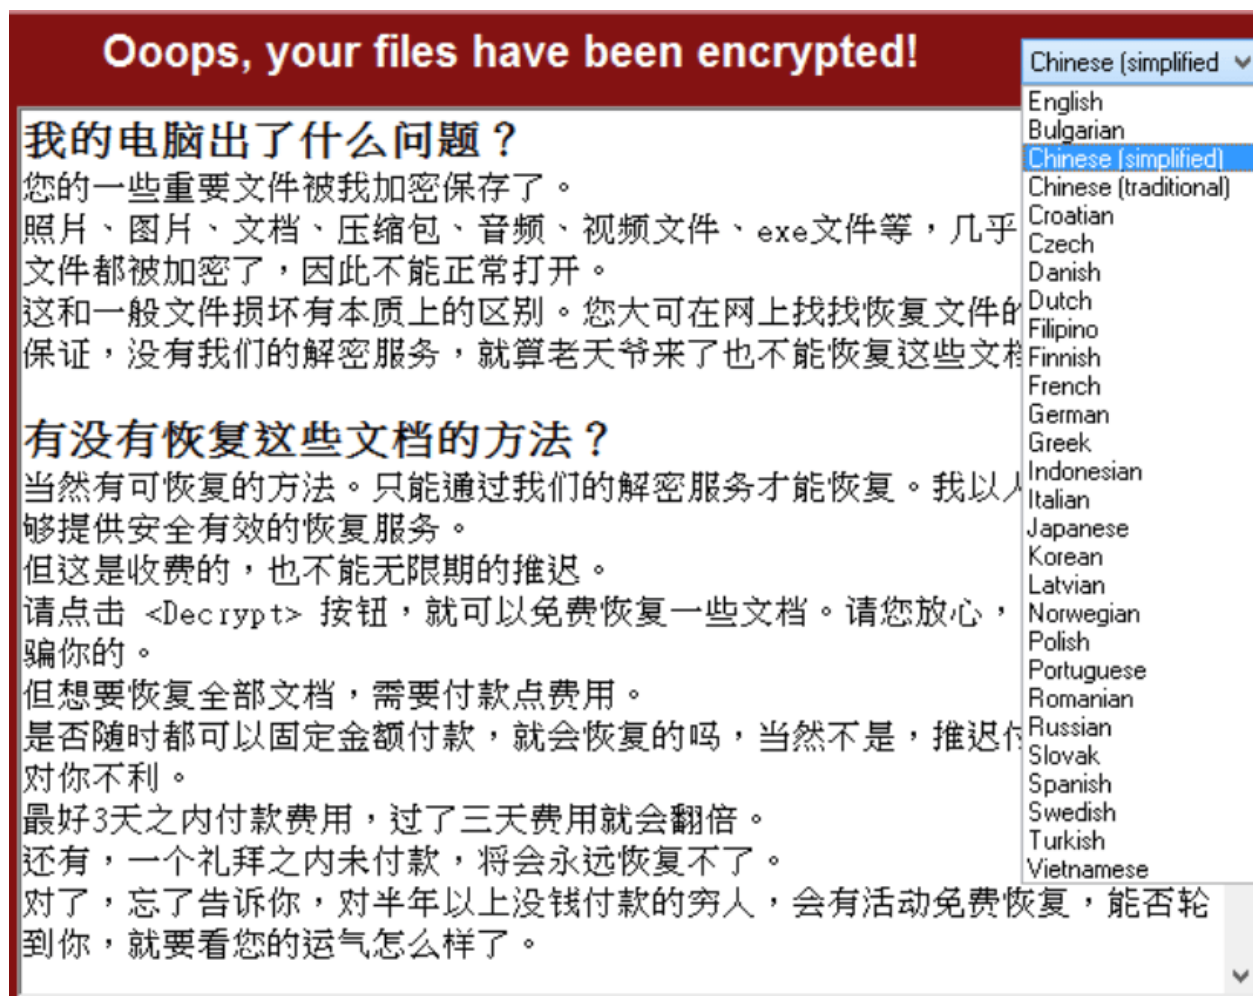 Ooops, your files have been encrypted!
Chinese (simplified
English
Bulgarian
Chinese (simplified)
Chinese (traditional)
Croatian
Czech
Danish
Dutch
Filipino
Finnish
French
German
Greek
Indonesian
Italian
Japanese
Korean
Latvian
Norwegian
Polish
Portuguese
Romanian
Russian
Slovak
Spanish
Swedish
Turkish
Vietnamese
我的电脑出了什么问题？
您的一些重要文件被我加密保存了。
照片、图片、文档、压缩包、音频、视频文件、exe文件等，几乎
文件都被加密了，因此不能正常打开。
这和一般文件损坏有本质上的区别。您大可在网上找找恢复文件的
保证，没有我们的解密服务，就算老天爷来了也不能恢复这些文档
有没有恢复这些文档的方法？
当然有可恢复的方法。只能通过我们的解密服务才能恢复。我以人
够提供安全有效的恢复服务。
但这是收费的，也不能无限期的推迟。
请点击 <Decrypt> 按钮，就可以免费恢复一些文档。请您放心，
骗你的。
但想要恢复全部文档，需要付款点费用。
是否随时都可以固定金额付款，就会恢复的吗，当然不是，推迟付
对你不利。
最好3天之内付款费用，过了三天费用就会翻倍。
还有，一个礼拜之内未付款，将会永远恢复不了。
对了，忘了告诉你，对半年以上没钱付款的穷人，会有活动免费恢复，能否轮
到你，就要看您的运气怎么样了。